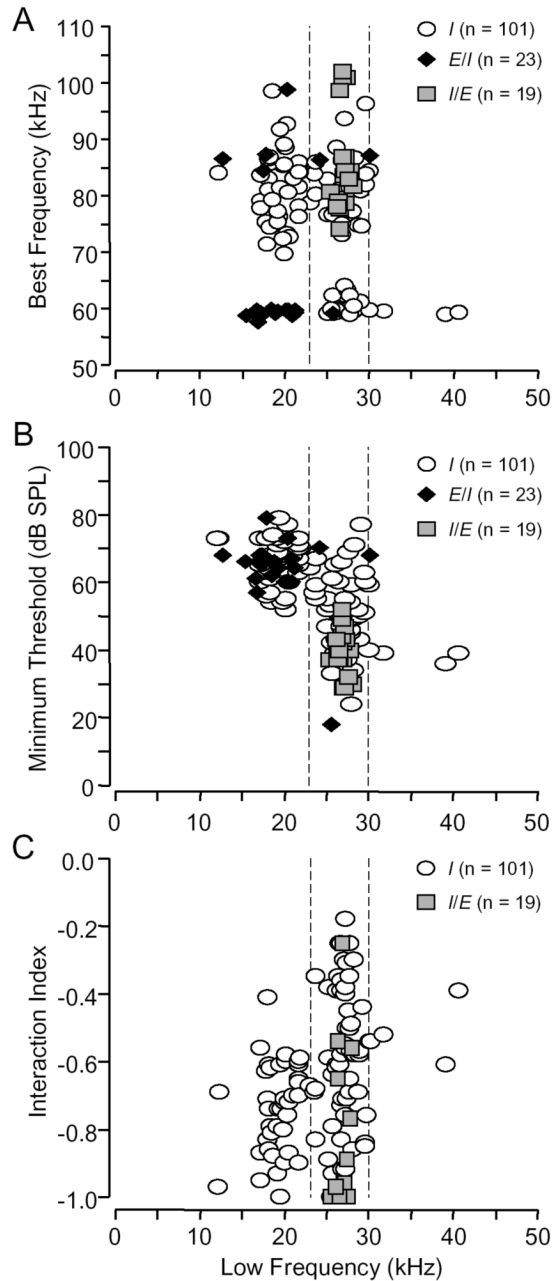 A
I (n = 101)
E/I (n = 23)
I/E (n = 19)
Best Frequency (kHz)
110
100
90
80
70
60
50
0 10 20 30 40 50
B
I (n = 101)
E/I (n = 23)
I/E (n = 19)
Minimum Threshold (dB SPL)
100
80
60
40
20
0
0 10 20 30 40 50
C
I (n = 101)
I/E (n = 19)
Interaction Index
0.0
-0.2
-0.4
-0.6
-0.8
-1.0
0 10 20 30 40 50
Low Frequency (kHz)